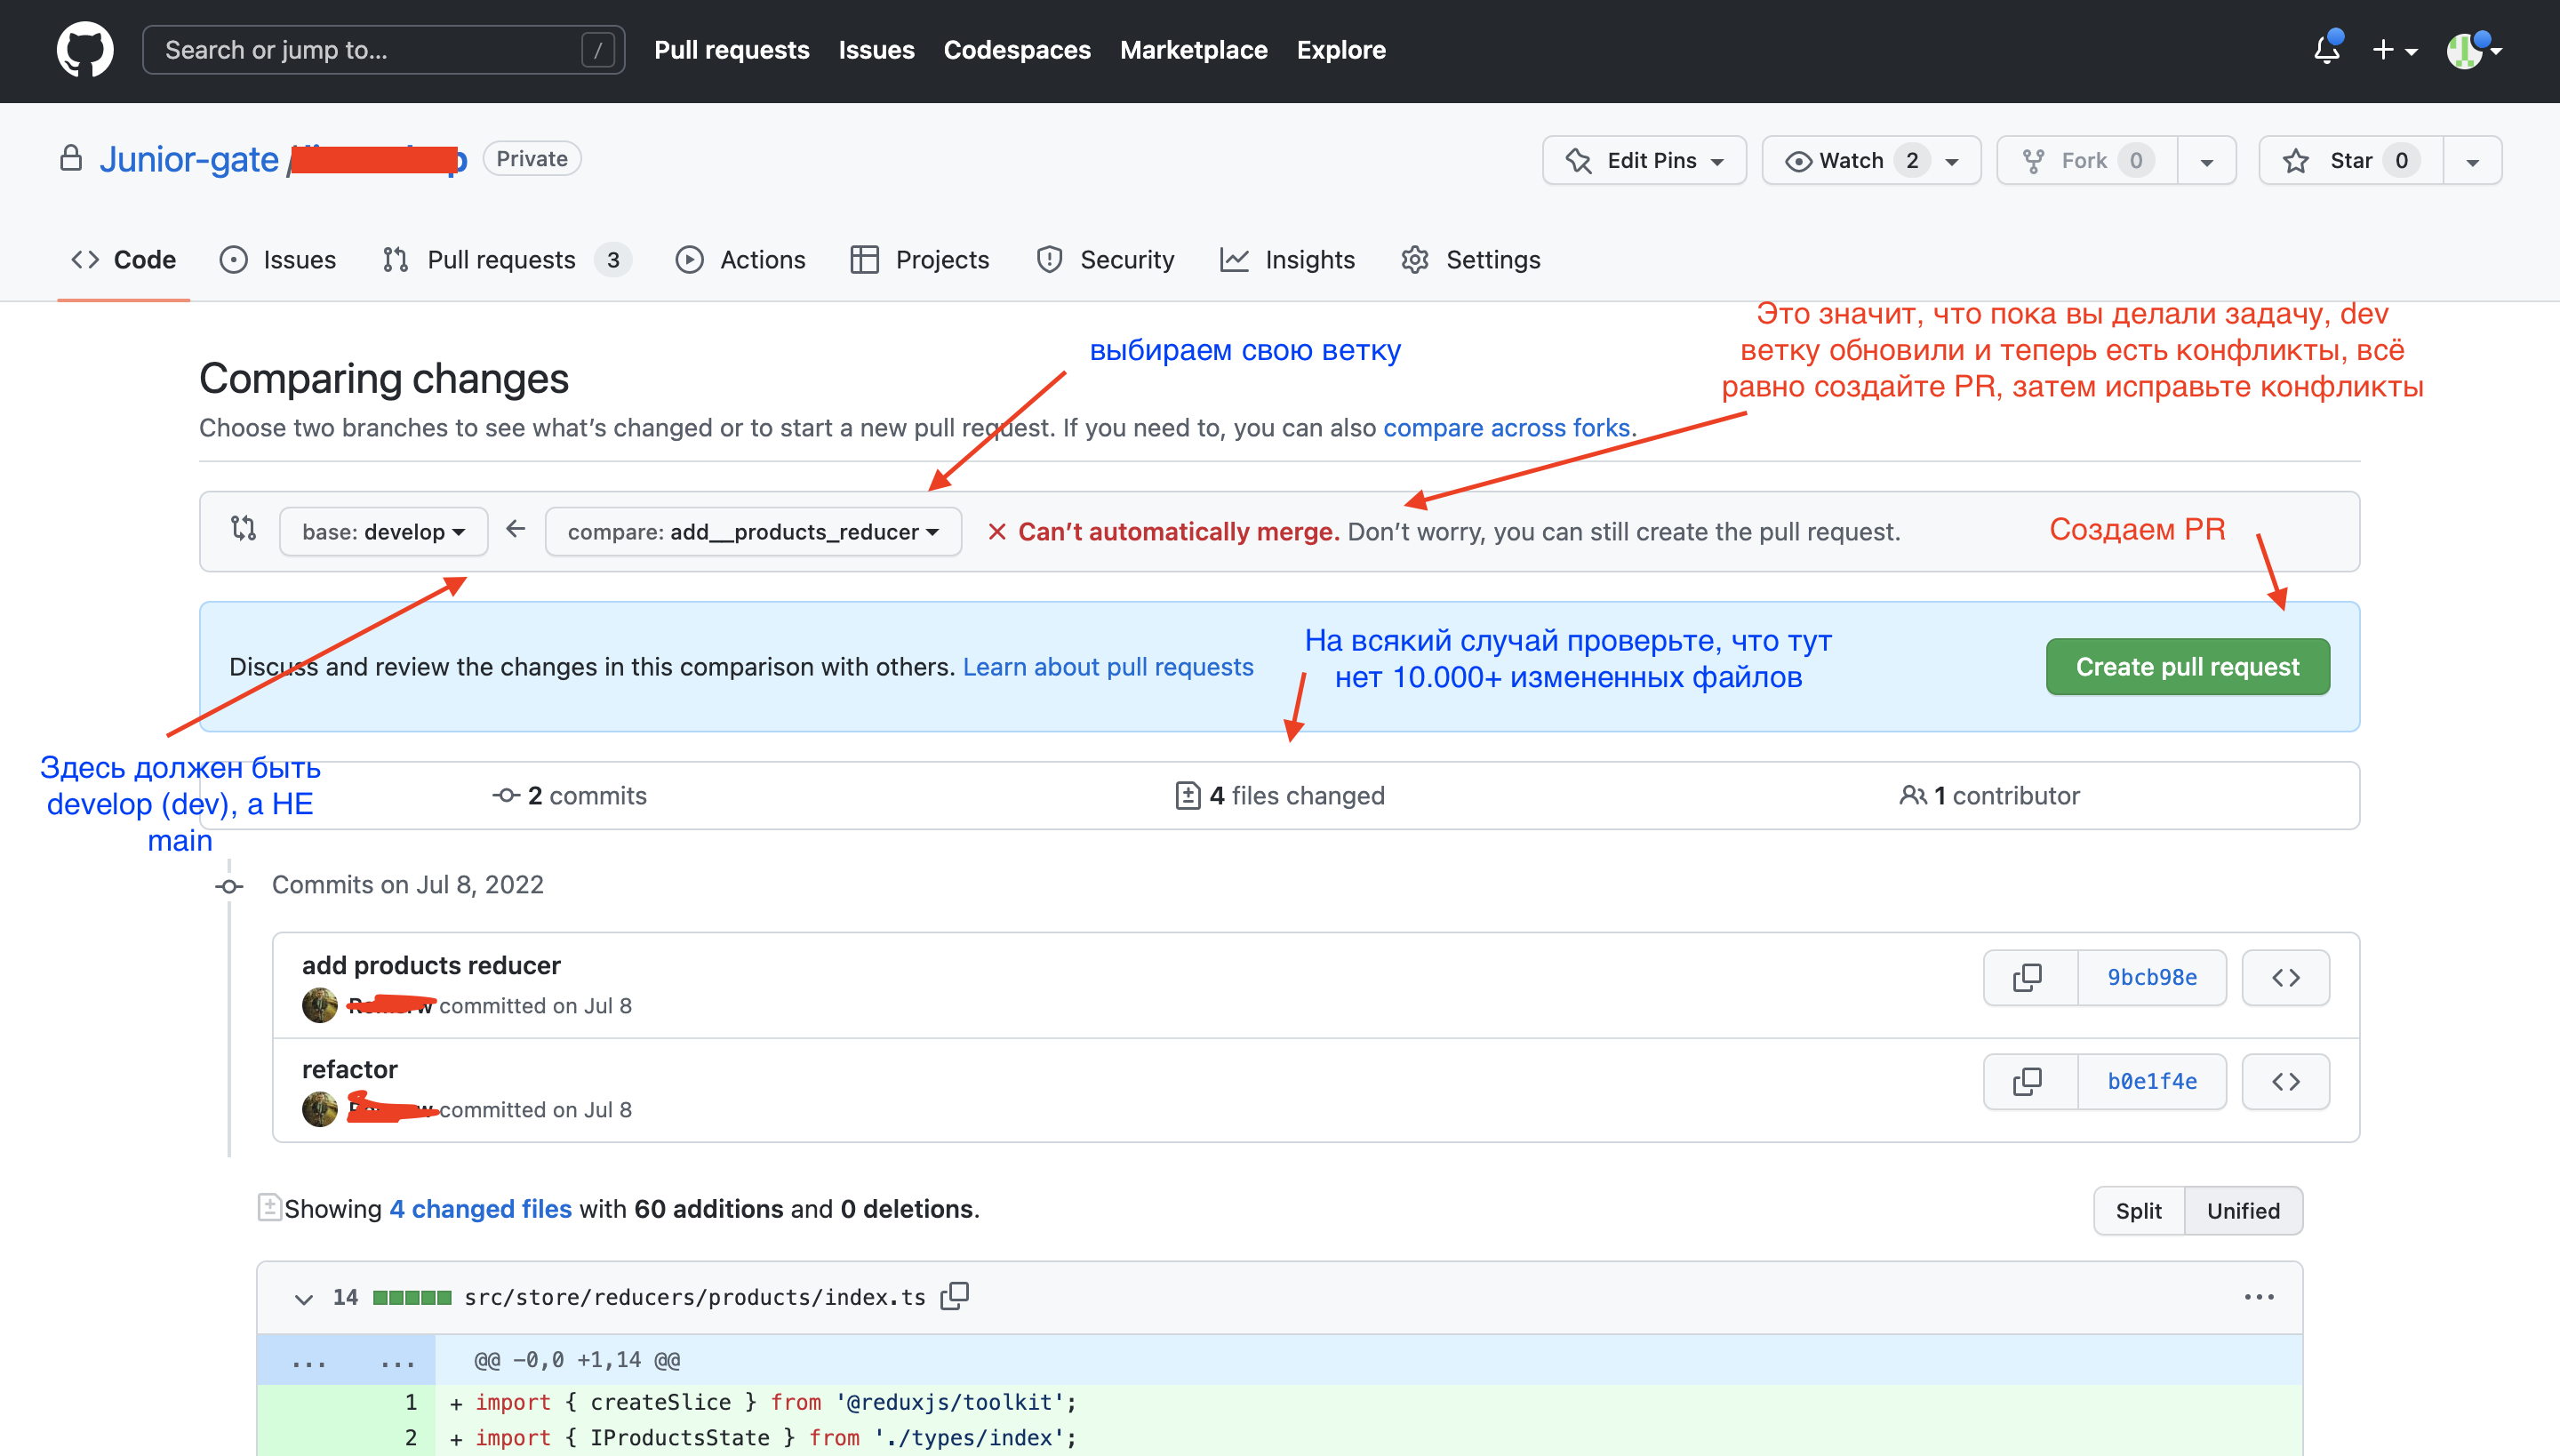 Search or jump to...
/
Pull requests
Issues
Codespaces
Marketplace
Explore
Junior-gate /
Private
Edit Pins
Watch 2
Fork 0
Star 0
Code
Issues
Pull requests 3
Actions
Projects
Security
Insights
Settings
Это значит, что пока вы делали задачу, dev
ветку обновили и теперь есть конфликты, всё
равно создайте PR, затем исправьте конфликты
выбираем свою ветку
Comparing changes
Choose two branches to see what’s changed or to start a new pull request. If you need to, you can also compare across forks.
base: develop
compare: add__products_reducer
Can’t automatically merge. Don’t worry, you can still create the pull request.
Создаем PR
Discuss and review the changes in this comparison with others. Learn about pull requests
На всякий случай проверьте, что тут
нет 10.000+ измененных файлов
Create pull request
Здесь должен быть
develop (dev), а НЕ
main
2 commits
4 files changed
1 contributor
Commits on Jul 8, 2022
add products reducer
committed on Jul 8
9bcb98e
refactor
committed on Jul 8
b0e1f4e
Showing 4 changed files with 60 additions and 0 deletions.
Split
Unified
14 src/store/reducers/products/index.ts
...
... ... @@ -0,0 +1,14 @@
1 + import { createSlice } from '@reduxjs/toolkit';
2 + import { IProductsState } from './types/index';